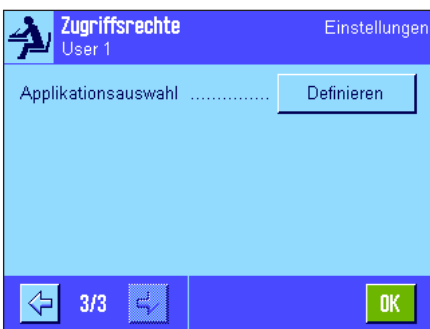 Zugriffsrechte Einstellungen
User 1
Applikationsauswahl ............... Definieren
3/3 OK